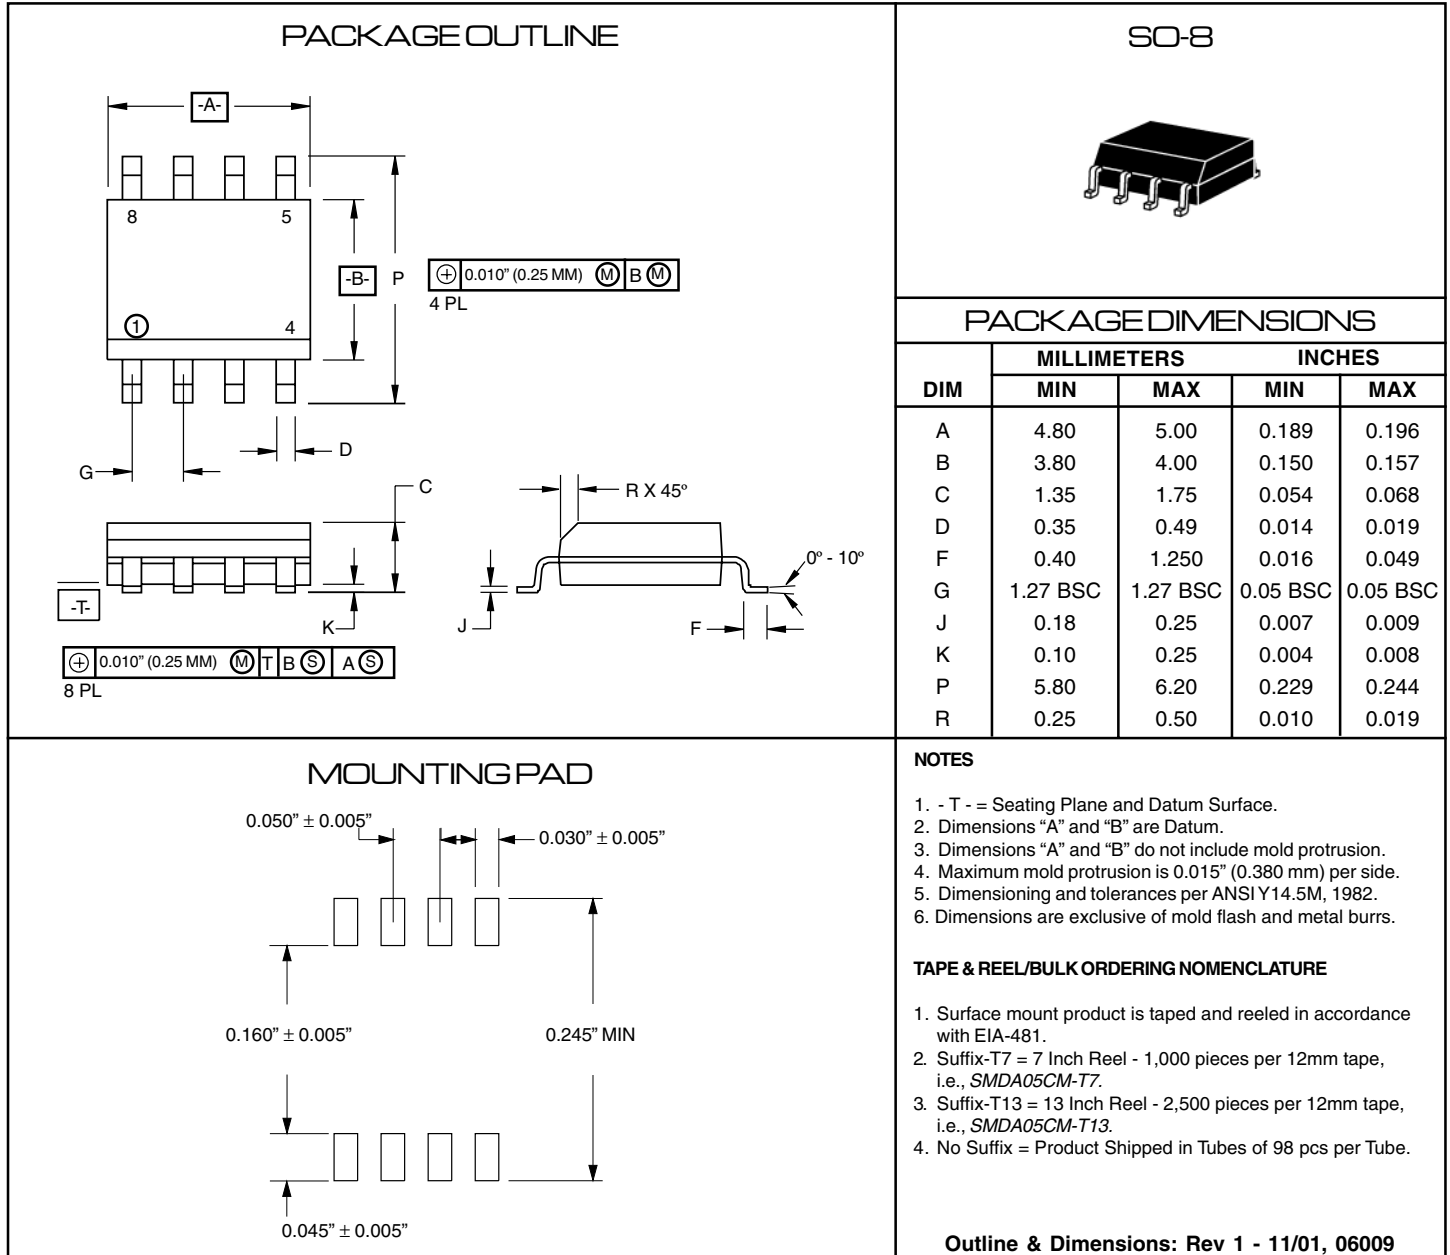 PACKAGE OUTLINE
-A-
8 5
-B- P
⊕ 0.010” (0.25 MM) Ⓜ B Ⓜ
4 PL
① 4
D
G
C
-T-
K
⊕ 0.010” (0.25 MM) Ⓜ T B Ⓢ A Ⓢ
8 PL
R X 45º
0º - 10º
J
F
SO-8
PACKAGE DIMENSIONS
MILLIMETERS INCHES
DIM MIN MAX MIN MAX
A 4.80 5.00 0.189 0.196
B 3.80 4.00 0.150 0.157
C 1.35 1.75 0.054 0.068
D 0.35 0.49 0.014 0.019
F 0.40 1.250 0.016 0.049
G 1.27 BSC 1.27 BSC 0.05 BSC 0.05 BSC
J 0.18 0.25 0.007 0.009
K 0.10 0.25 0.004 0.008
P 5.80 6.20 0.229 0.244
R 0.25 0.50 0.010 0.019
MOUNTING PAD
0.050” ± 0.005”
0.030” ± 0.005”
0.160” ± 0.005”
0.245” MIN
0.045” ± 0.005”
NOTES
1. - T - = Seating Plane and Datum Surface.
2. Dimensions “A” and “B” are Datum.
3. Dimensions “A” and “B” do not include mold protrusion.
4. Maximum mold protrusion is 0.015” (0.380 mm) per side.
5. Dimensioning and tolerances per ANSI Y14.5M, 1982.
6. Dimensions are exclusive of mold flash and metal burrs.
TAPE & REEL/BULK ORDERING NOMENCLATURE
1. Surface mount product is taped and reeled in accordance
with EIA-481.
2. Suffix-T7 = 7 Inch Reel - 1,000 pieces per 12mm tape,
i.e., SMDA05CM-T7.
3. Suffix-T13 = 13 Inch Reel - 2,500 pieces per 12mm tape,
i.e., SMDA05CM-T13.
4. No Suffix = Product Shipped in Tubes of 98 pcs per Tube.
Outline & Dimensions: Rev 1 - 11/01, 06009